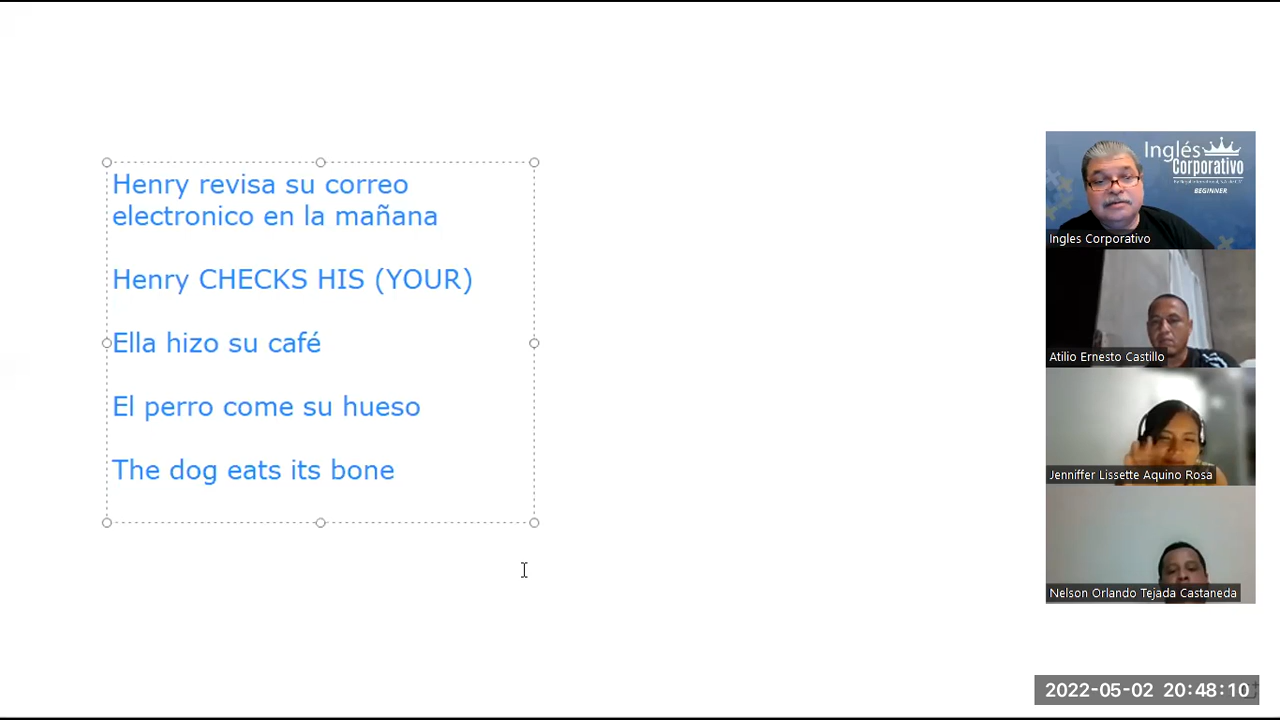 Henry revisa su correo
electronico en la mañana
Henry CHECKS HIS (YOUR)
Ella hizo su café
El perro come su hueso
The dog eats its bone
Inglés
Corporativo
BEGINNER
Ingles Corporativo
Atilio Ernesto Castillo
Jenniffer Lissette Aquino Rosa
Nelson Orlando Tejada Castaneda
2022-05-02 20:48:10